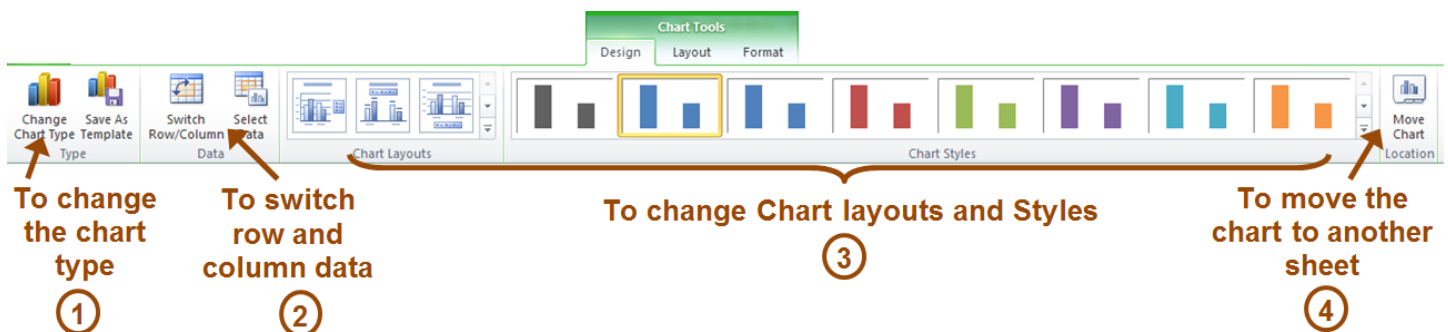 Chart Tools
Design Layout Format
Change Chart Type
Save As Template
Switch Row/Column
Select Data
Move Chart
Type
Data
Chart Layouts
Chart Styles
Location
To change
the chart
type
1
To switch
row and
column data
2
To change Chart layouts and Styles
3
To move the
chart to another
sheet
4